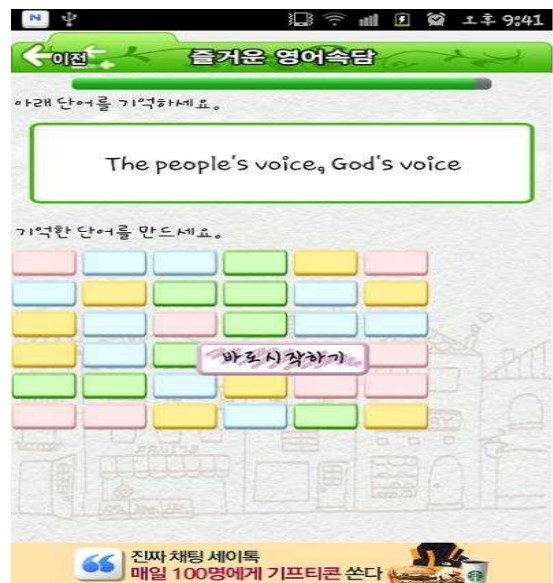 N 오후 9:41
이전 즐거운 영어속담
아래 단어를 기억하세요.
The people's voice, God's voice
기억한 단어를 만드세요.
바로시작하기
FRUITS
진짜 채팅 세이톡
매일 100명에게 기프티콘 쏜다